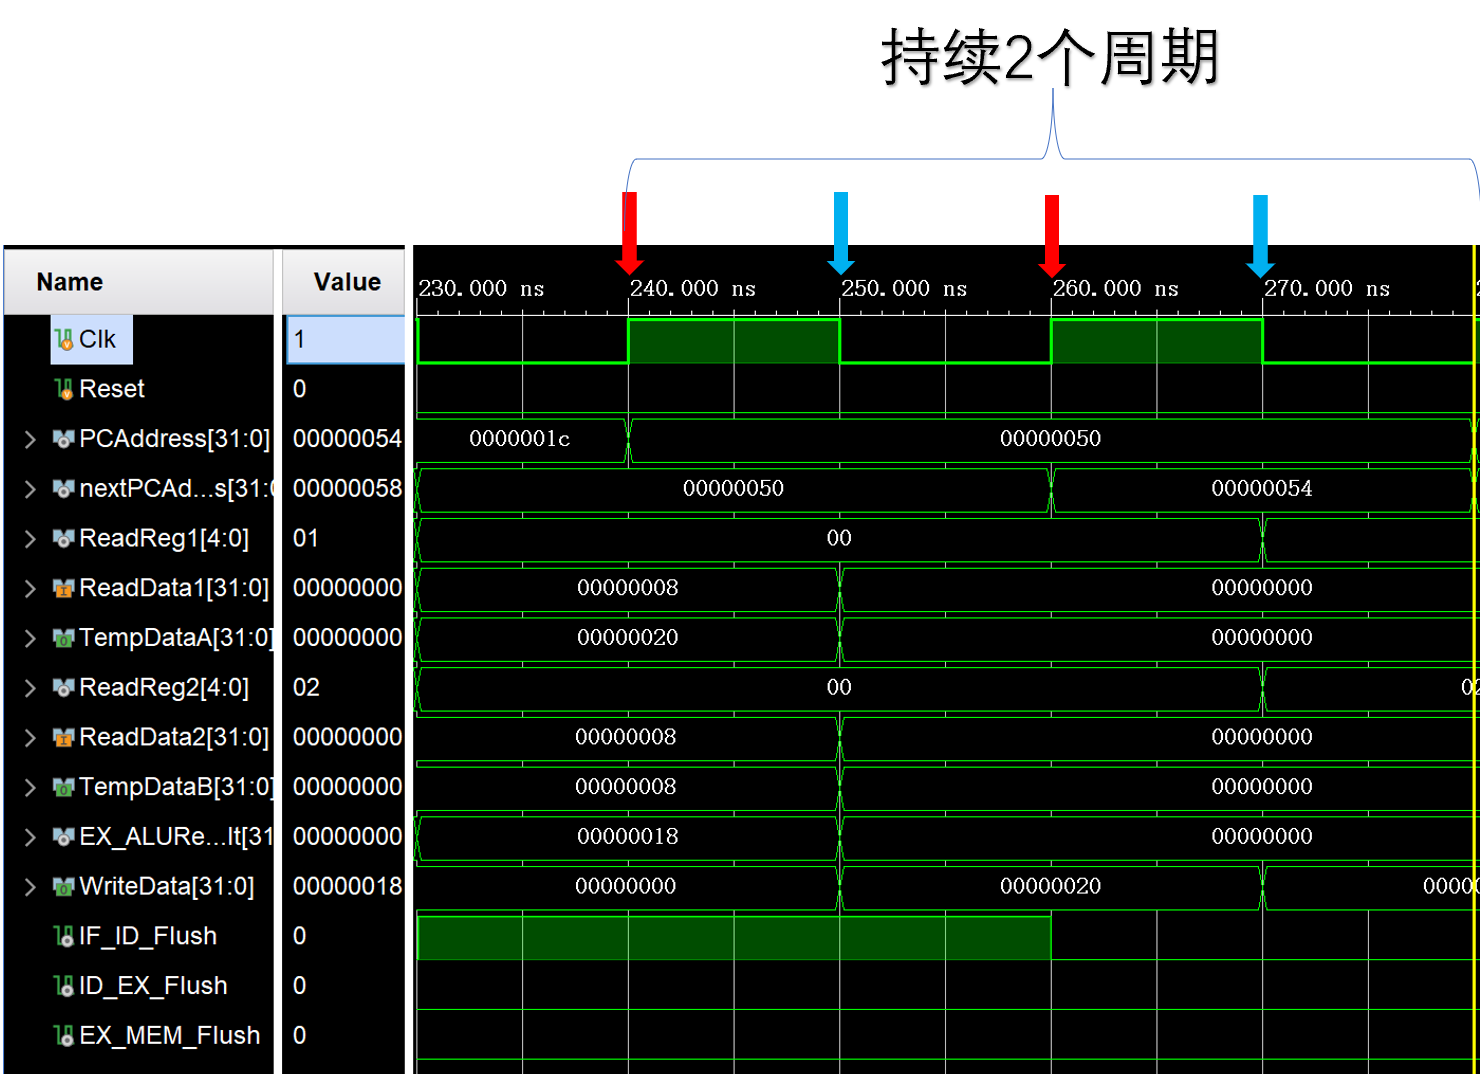 持续2个周期
Name Value
230.000 ns 240.000 ns 250.000 ns 260.000 ns 270.000 ns
Clk 1
Reset 0
PCAddress[31:0] 00000054 0000001c 00000050
nextPCAd...s[31:0 00000058 00000050 00000054
ReadReg1[4:0] 01 00
ReadData1[31:0] 00000000 00000008 00000000
TempDataA[31:0] 00000000 00000020 00000000
ReadReg2[4:0] 02 00 02
ReadData2[31:0] 00000000 00000008 00000000
TempDataB[31:0] 00000000 00000008 00000000
EX_ALURe...lt[31 00000000 00000018 00000000
WriteData[31:0] 00000018 00000000 00000020 00000
IF_ID_Flush 0
ID_EX_Flush 0
EX_MEM_Flush 0